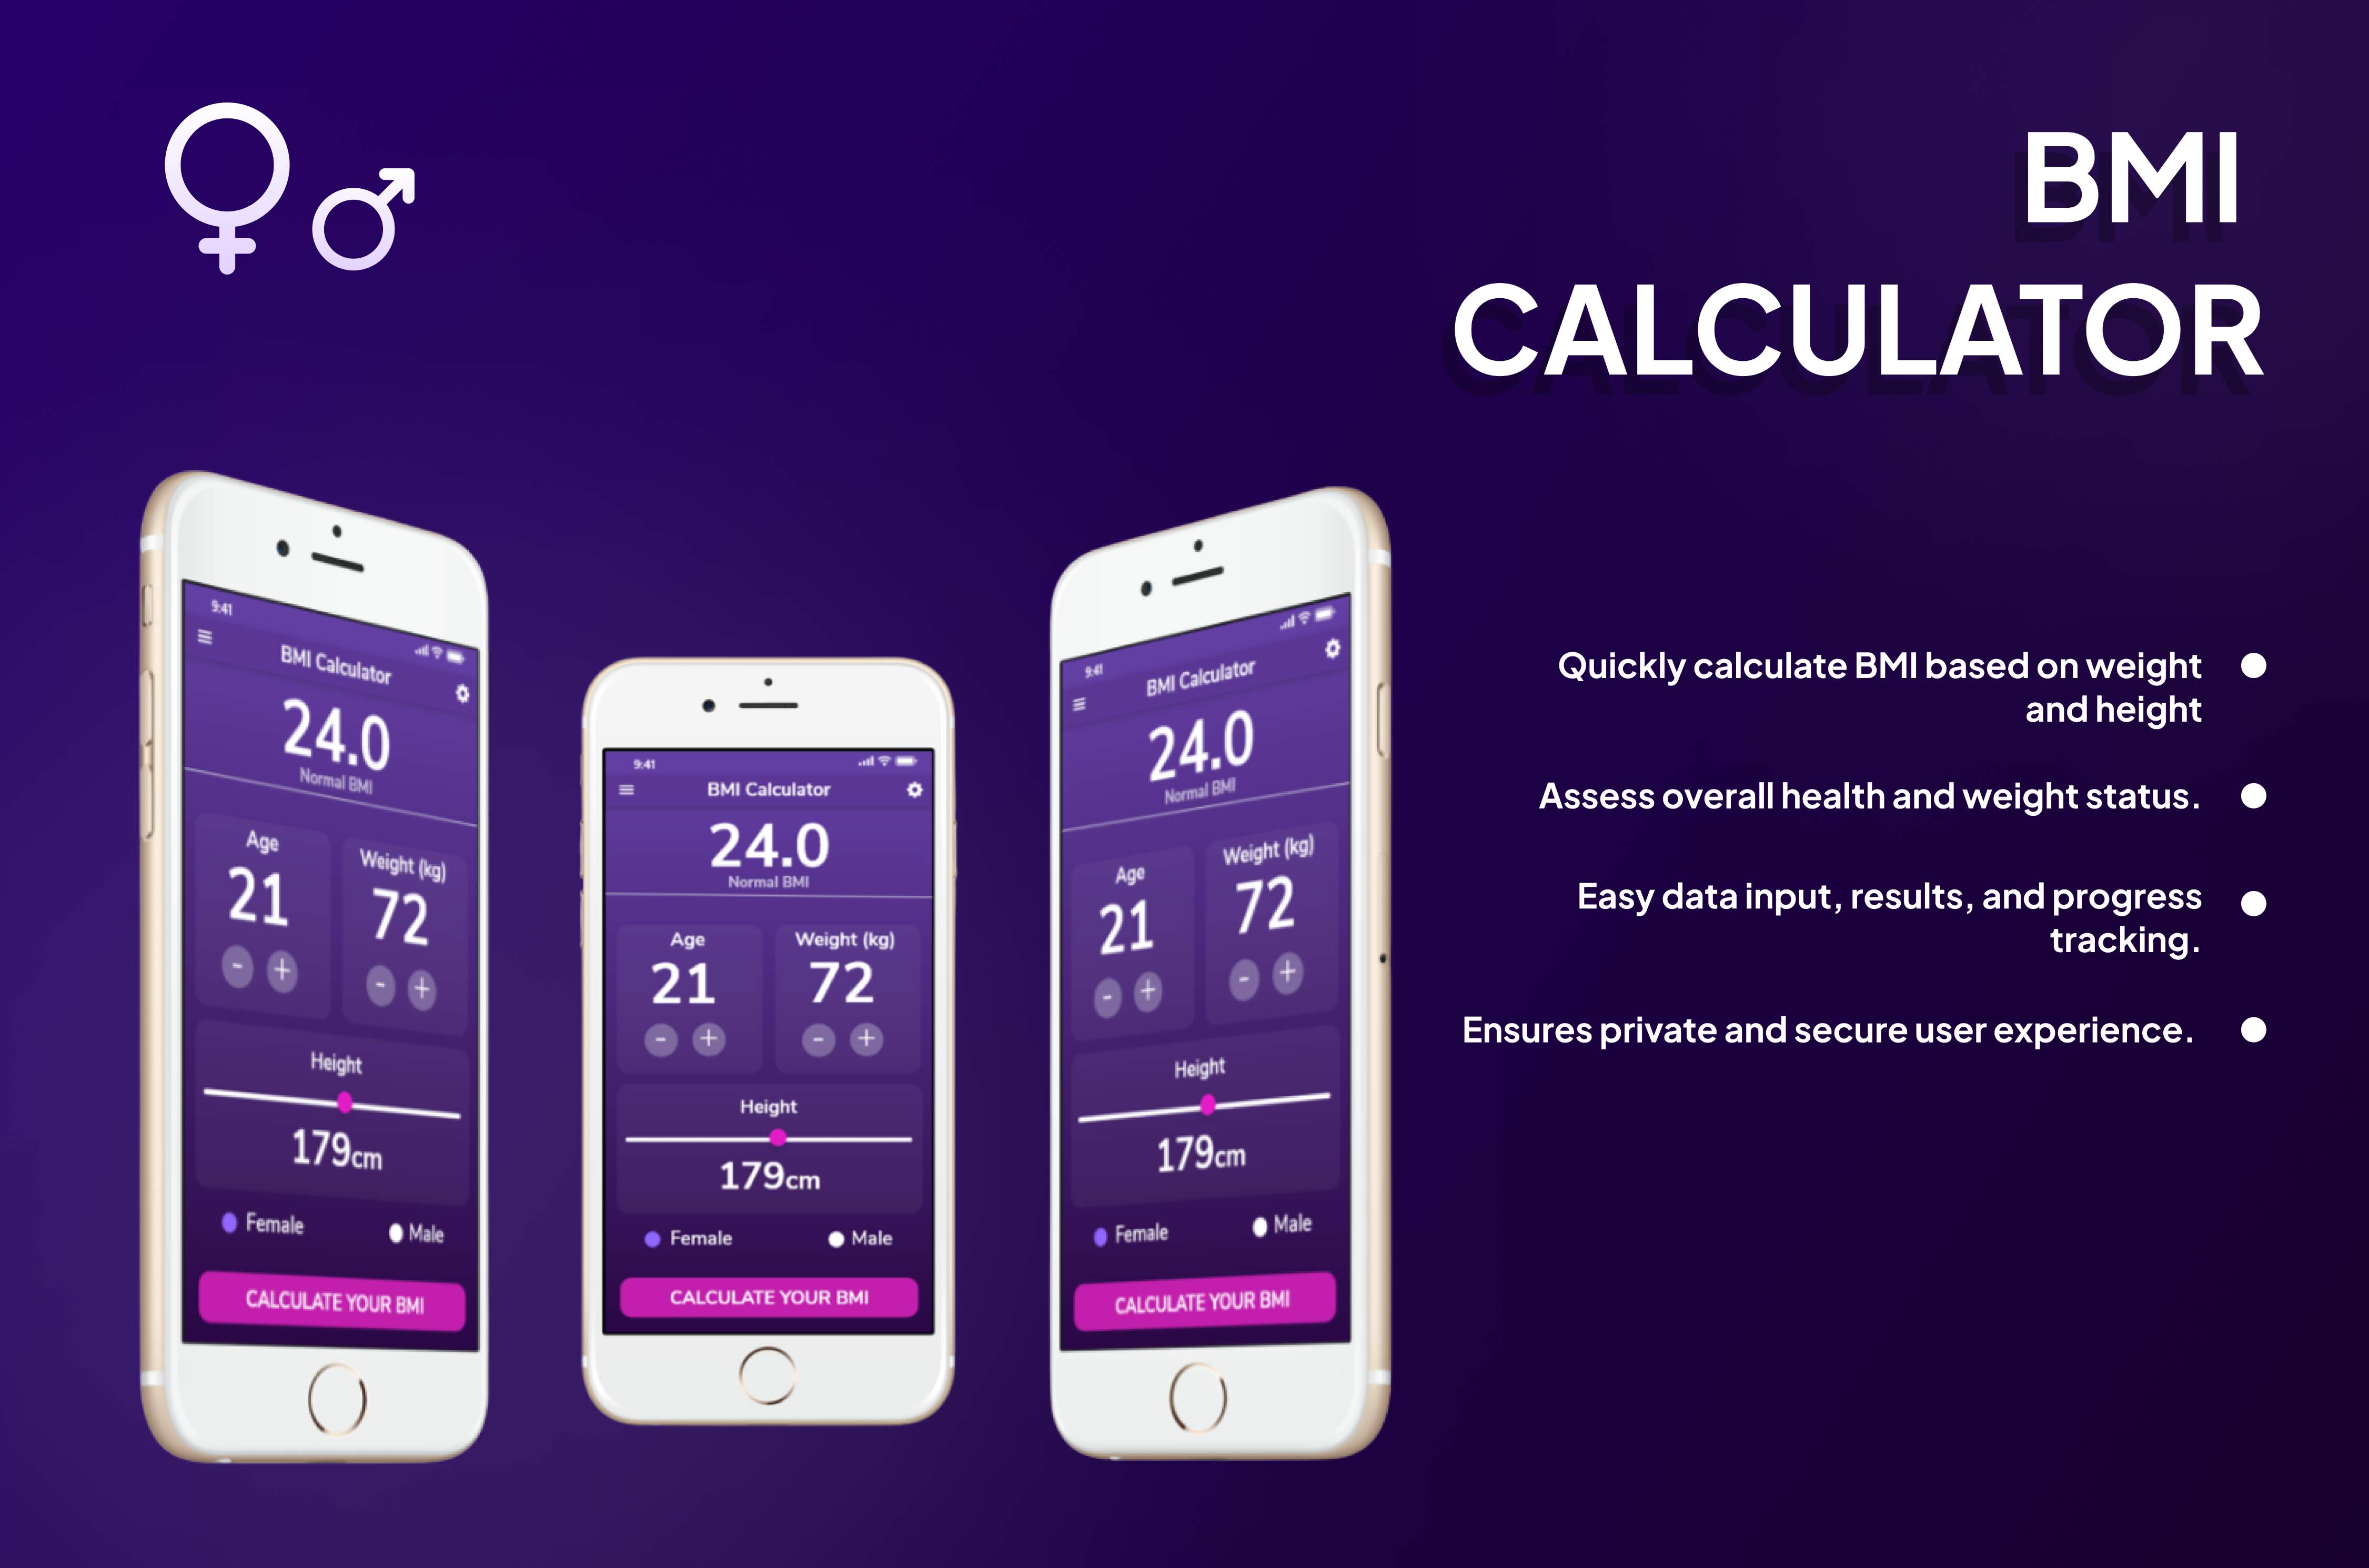 BMI
CALCULATOR
Quickly calculate BMI based on weight
and height
Assess overall health and weight status.
Easy data input, results, and progress
tracking.
Ensures private and secure user experience.
9:41
BMI Calculator
24.0
Normal BMI
Age
Weight (kg)
21
72
- +
- +
Height
179cm
Female
Male
CALCULATE YOUR BMI
9:41
BMI Calculator
24.0
Normal BMI
Age
Weight (kg)
21
72
- +
- +
Height
179cm
Female
Male
CALCULATE YOUR BMI
9:41
BMI Calculator
24.0
Normal BMI
Age
Weight (kg)
21
72
- +
- +
Height
179cm
Female
Male
CALCULATE YOUR BMI